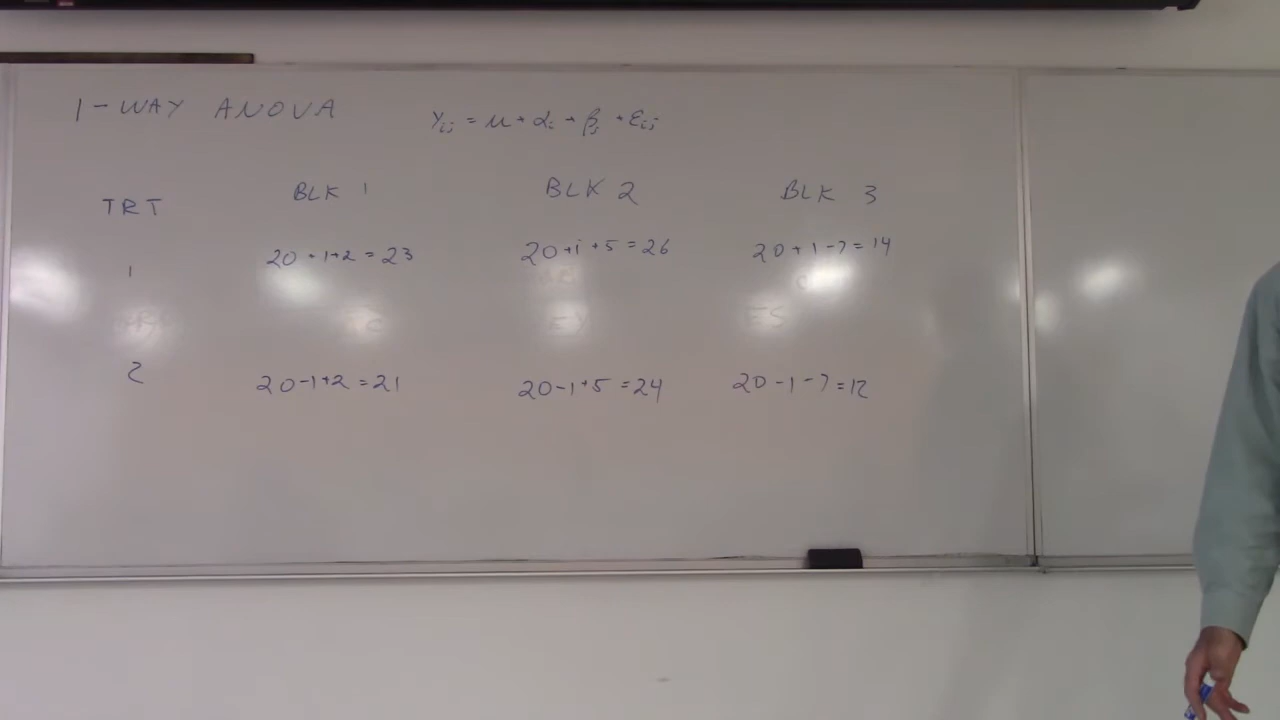 1-WAY ANOVA
Yij = μ + αi + βj + εij
TRT BLK 1 BLK 2 BLK 3
1 20+1+2=23 20+1+5=26 20+1-7=14
2 20-1+2=21 20-1+5=24 20-1-7=12